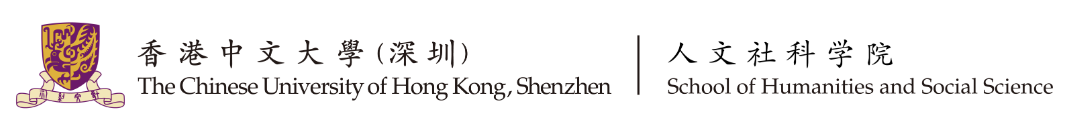 香港中文大學(深圳)
The Chinese University of Hong Kong, Shenzhen
人文社科学院
School of Humanities and Social Science